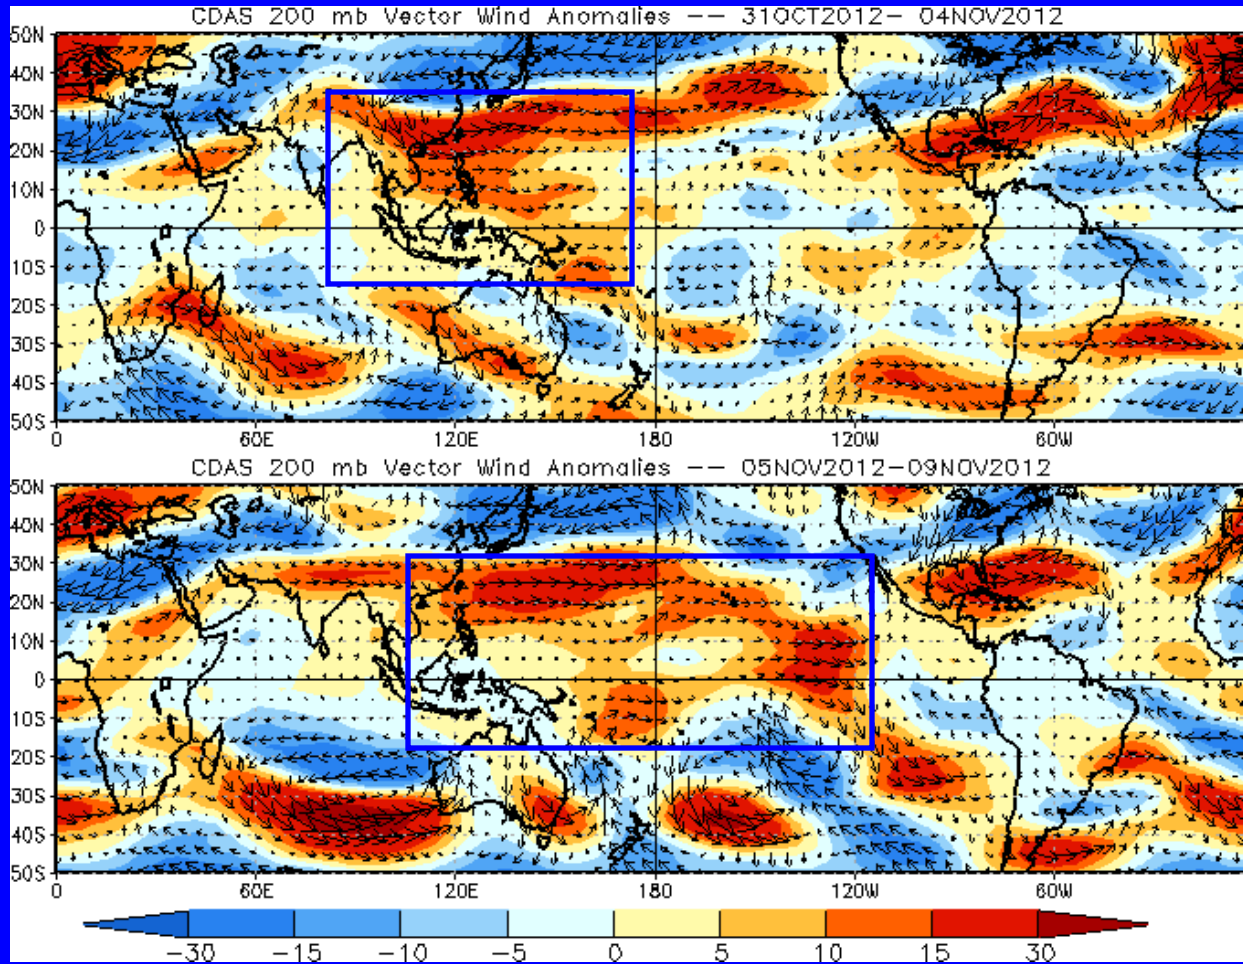 CDAS 200 mb Vector Wind Anomalies -- 31OCT2012- 04NOV2012
50N
40N
30N
20N
10N
0
10S
20S
30S
40S
50S
0 60E 120E 180 120W 60W
CDAS 200 mb Vector Wind Anomalies -- 05NOV2012-09NOV2012
50N
40N
30N
20N
10N
0
10S
20S
30S
40S
50S
0 60E 120E 180 120W 60W
-30 -15 -10 -5 0 5 10 15 30